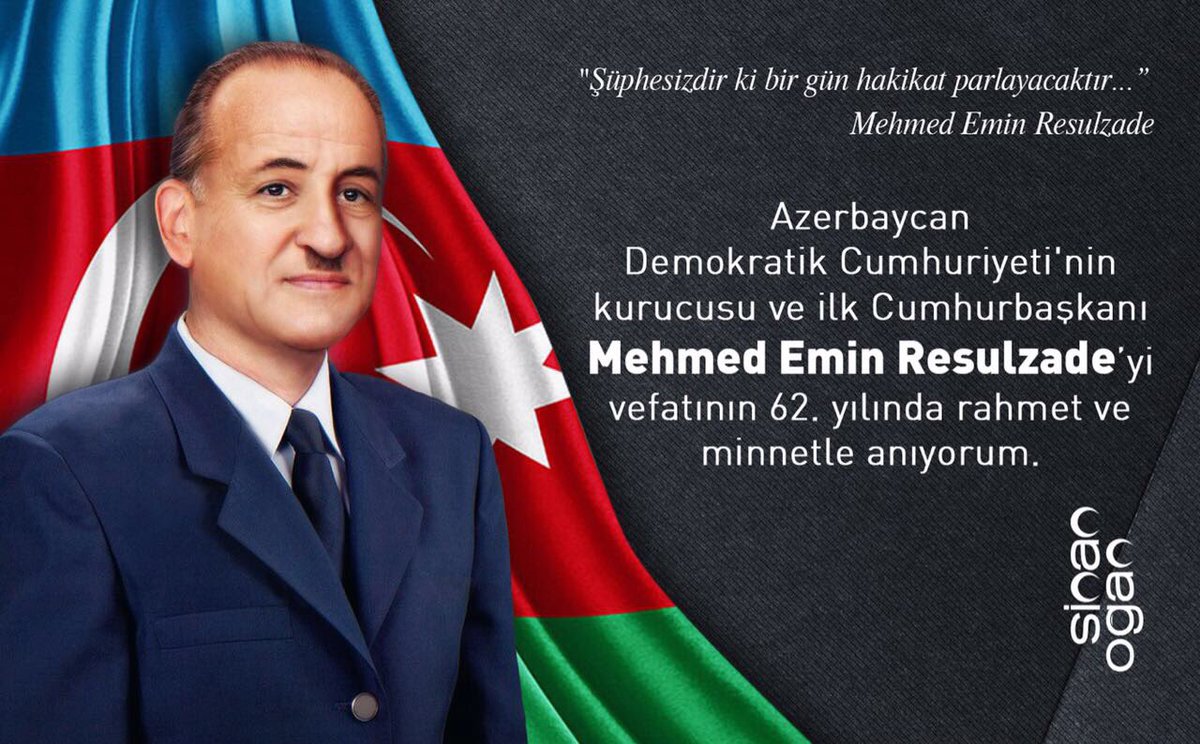 "Şüphesizdir ki bir gün hakikat parlayacaktır...”
Mehmed Emin Resulzade
Azerbaycan
Demokratik Cumhuriyeti'nin
kurucusu ve ilk Cumhurbaşkanı
Mehmed Emin Resulzade'yi
vefatının 62. yılında rahmet ve
minnetle anıyorum.
sinan
ogan